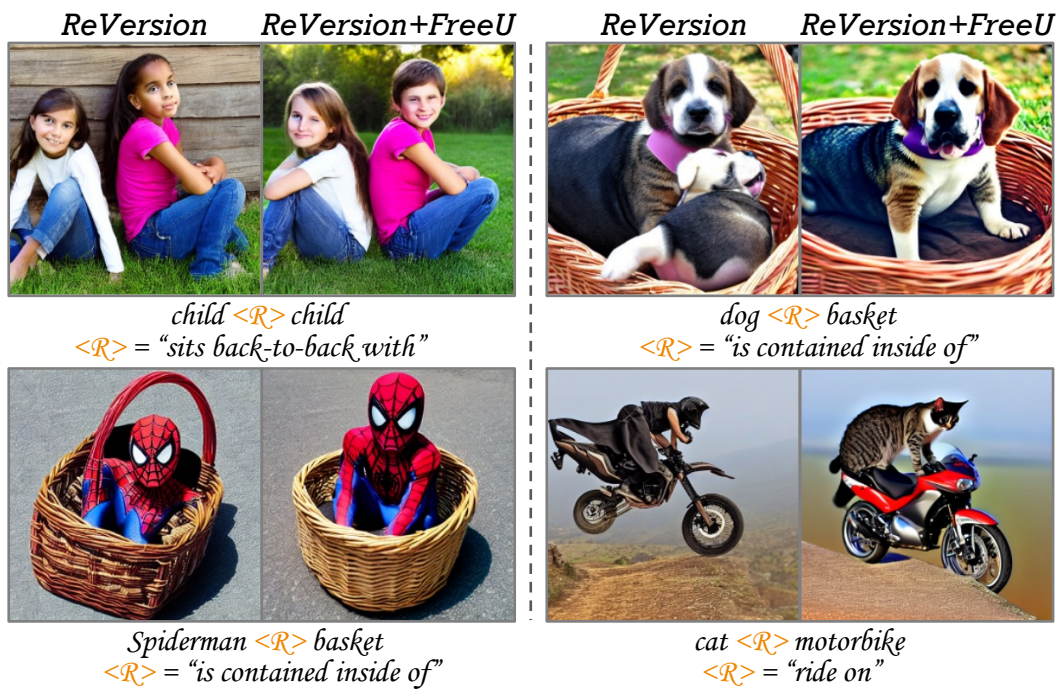 ReVersion ReVersion+FreeU
ReVersion ReVersion+FreeU
child <R> child
<R> = “sits back-to-back with”
dog <R> basket
<R> = “is contained inside of”
Spiderman <R> basket
<R> = “is contained inside of”
cat <R> motorbike
<R> = “ride on”